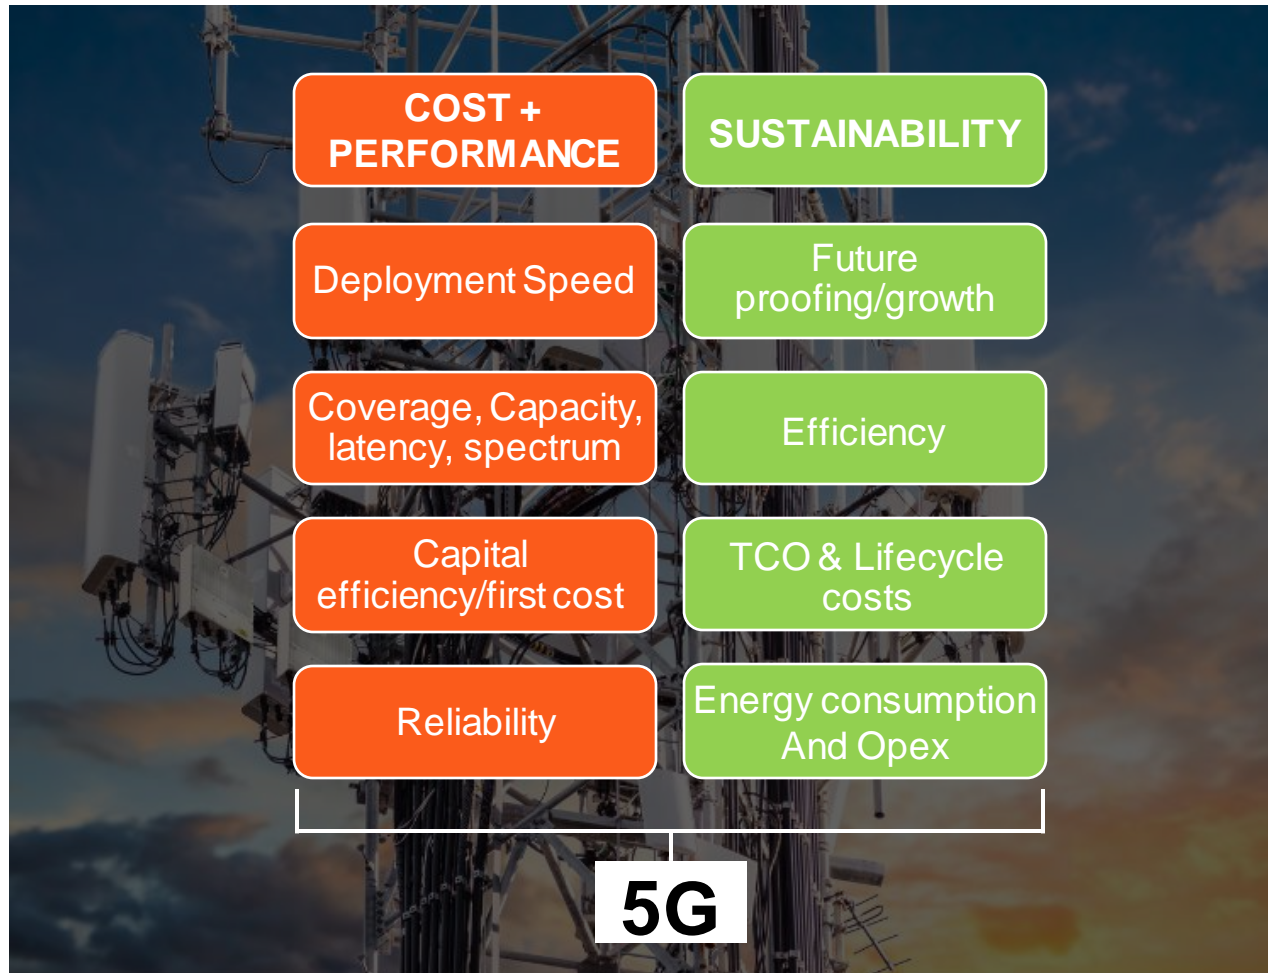 COST +
PERFORMANCE
SUSTAINABILITY
Deployment Speed
Future
proofing/growth
Coverage, Capacity,
latency, spectrum
Efficiency
Capital
efficiency/first cost
TCO & Lifecycle
costs
Reliability
Energy consumption
And Opex
5G